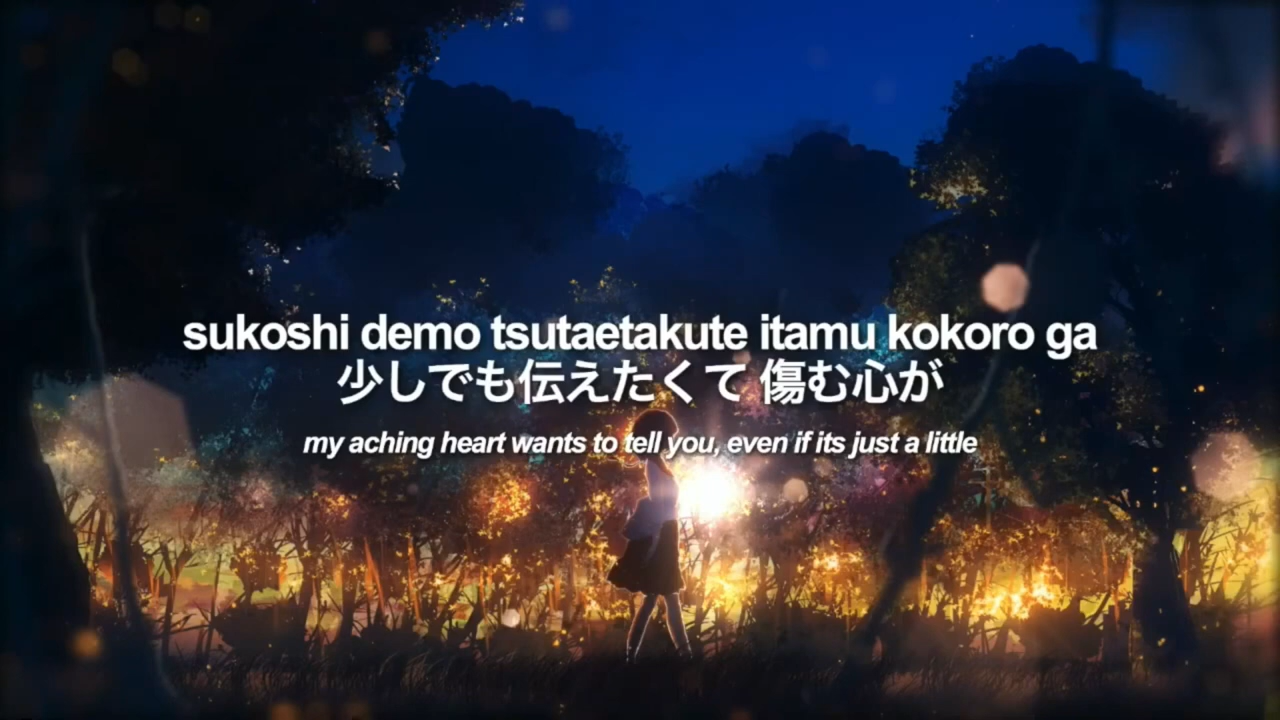 sukoshi demo tsutaetakute itamu kokoro ga
少しでも伝えたくて 傷む心が
my aching heart wants to tell you, even if its just a little